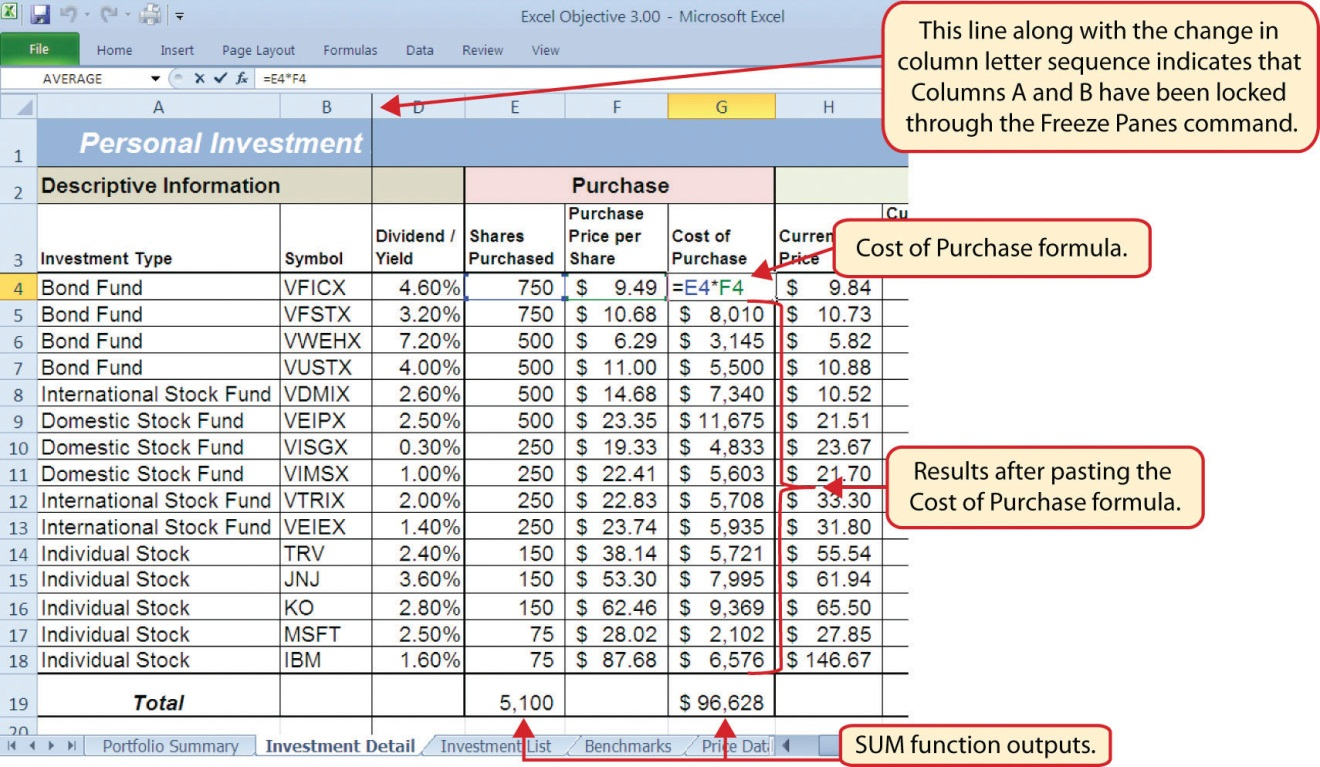 Excel Objective 3.00 - Microsoft Excel
File Home Insert Page Layout Formulas Data Review View
AVERAGE fx =E4*F4
A B D E F G H
1 Personal Investment
2 Descriptive Information Purchase
3 Investment Type Symbol Dividend / Yield Shares Purchased Purchase Price per Share Cost of Purchase Price
4 Bond Fund VFICX 4.60% 750 $ 9.49 =E4*F4 $ 9.84
5 Bond Fund VFSTX 3.20% 750 $ 10.68 $ 8,010 $ 10.73
6 Bond Fund VWEHX 7.20% 500 $ 6.29 $ 3,145 $ 5.82
7 Bond Fund VUSTX 4.00% 500 $ 11.00 $ 5,500 $ 10.88
8 International Stock Fund VDMIX 2.60% 500 $ 14.68 $ 7,340 $ 10.52
9 Domestic Stock Fund VEIPX 2.50% 500 $ 23.35 $ 11,675 $ 21.51
10 Domestic Stock Fund VISGX 0.30% 250 $ 19.33 $ 4,833 $ 23.67
11 Domestic Stock Fund VIMSX 1.00% 250 $ 22.41 $ 5,603 $ 21.70
12 International Stock Fund VTRIX 2.00% 250 $ 22.83 $ 5,708 $ 33.30
13 International Stock Fund VEIEX 1.40% 250 $ 23.74 $ 5,935 $ 31.80
14 Individual Stock TRV 2.40% 150 $ 38.14 $ 5,721 $ 55.54
15 Individual Stock JNJ 3.60% 150 $ 53.30 $ 7,995 $ 61.94
16 Individual Stock KO 2.80% 150 $ 62.46 $ 9,369 $ 65.50
17 Individual Stock MSFT 2.50% 75 $ 28.02 $ 2,102 $ 27.85
18 Individual Stock IBM 1.60% 75 $ 87.68 $ 6,576 $ 146.67
19 Total 5,100 $ 96,628
20
Portfolio Summary Investment Detail Investment List Benchmarks Price Data
This line along with the change in
column letter sequence indicates that
Columns A and B have been locked
through the Freeze Panes command.
Cost of Purchase formula.
Results after pasting the
Cost of Purchase formula.
SUM function outputs.